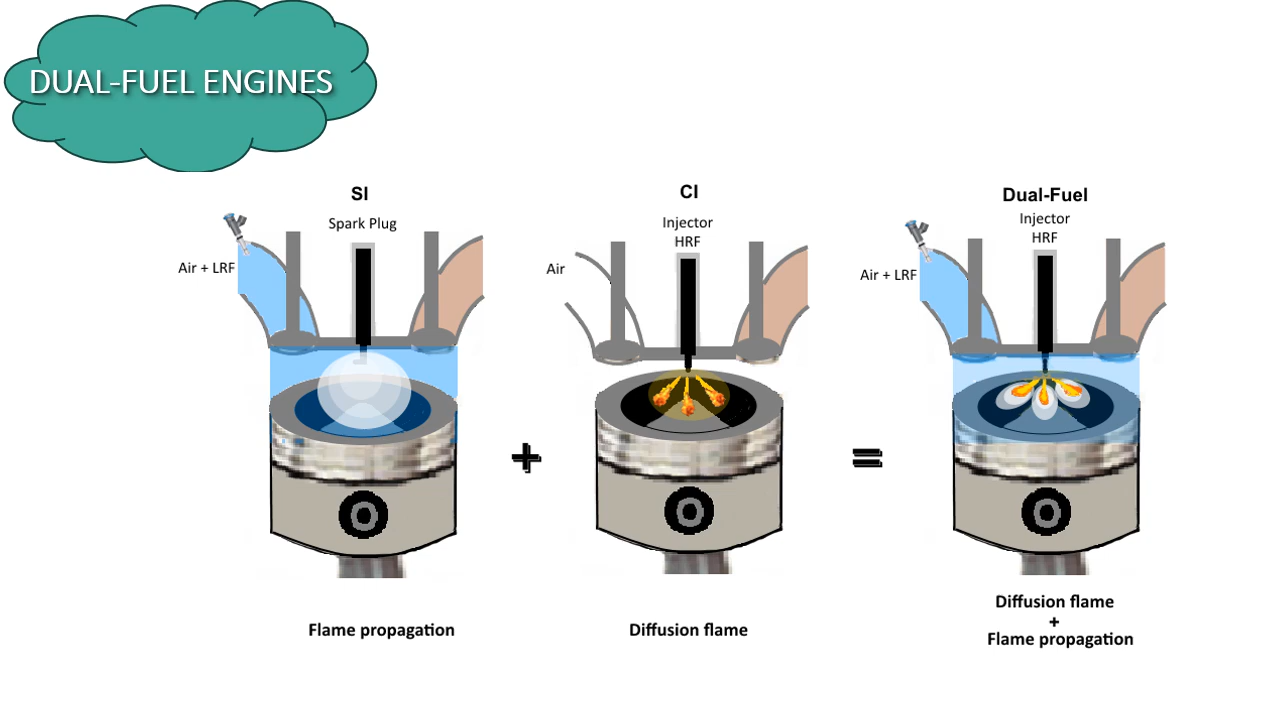 DUAL-FUEL ENGINES
SI
Spark Plug
Air + LRF
Flame propagation
+
CI
Injector
HRF
Air
Diffusion flame
=
Dual-Fuel
Injector
HRF
Air + LRF
Diffusion flame
+
Flame propagation